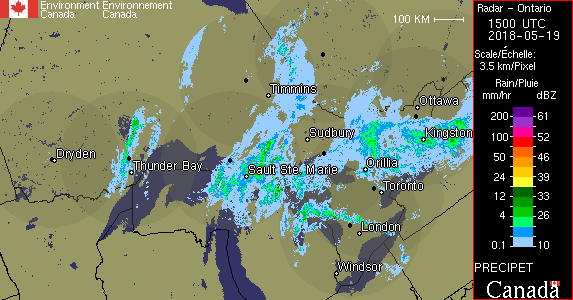 Environment Environnement
Canada Canada
100 KM
Timmins
Ottawa
Sudbury
Kingston
Dryden
Thunder Bay
Sault Ste. Marie
Orillia
Toronto
London
Windsor
Radar - Ontario
1500 UTC
2018-05-19
Scale/Échelle:
3.5 km/Pixel
Rain/Pluie
mm/hr dBZ
200 61
100 52
50 46
24 39
12 34
4 26
0.1 10
PRECIPET
Canada